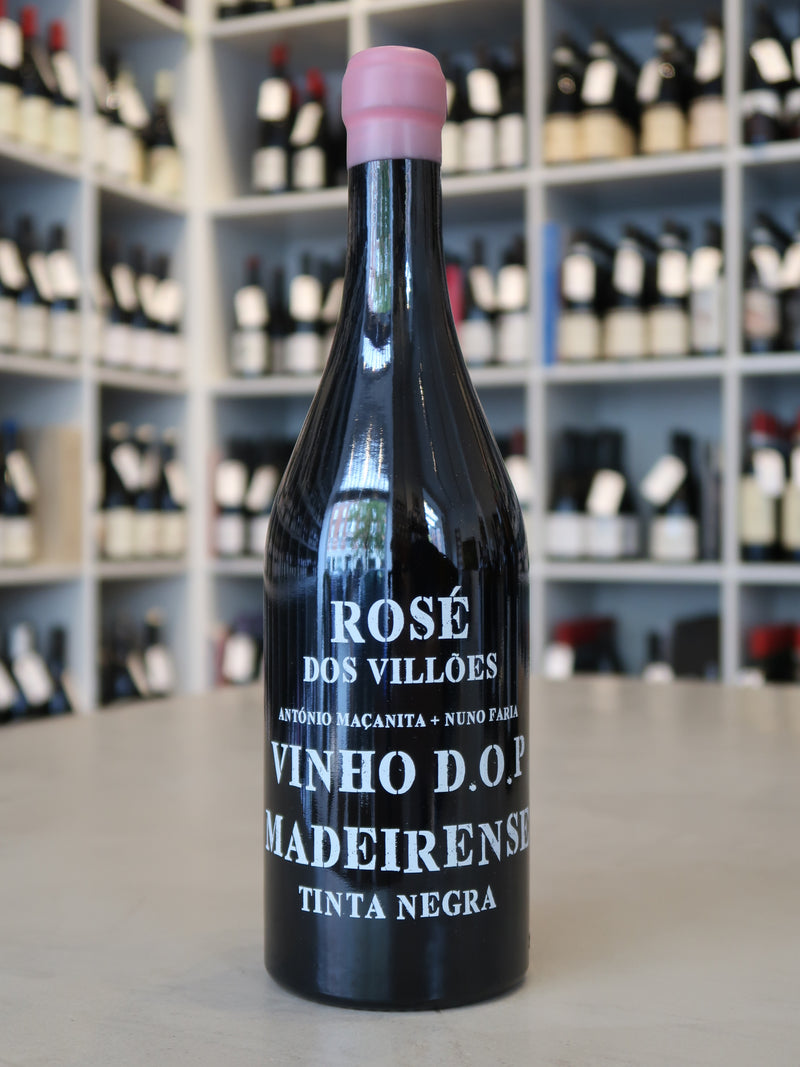 ROSÉ
DOS VILLÕES
ANTÓNIO MAÇANITA + NUNO FARIA
VINHO D.O.P
MADEIRENSE
TINTA NEGRA